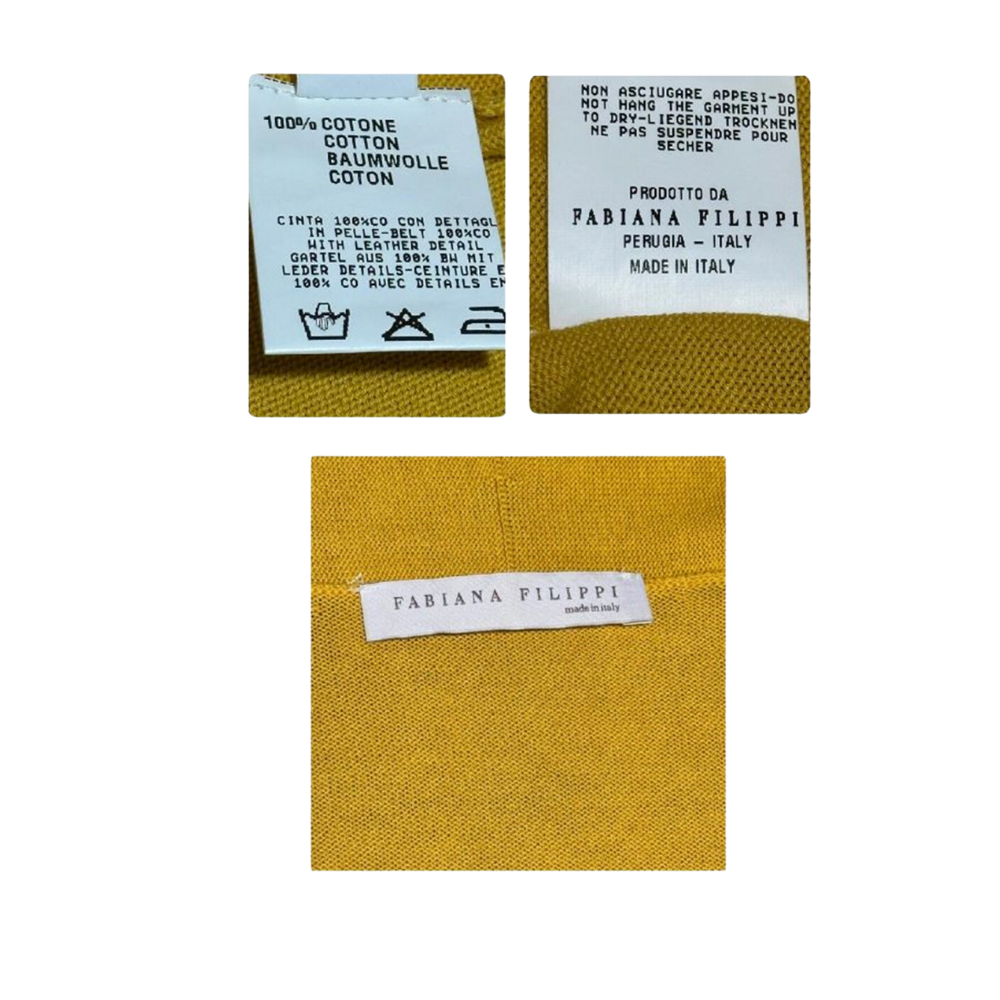 100% COTONE
COTTON
BAUMWOLLE
COTON
CINTA 100%CO CON DETTAGL
IN PELLE-BELT 100%CO
WITH LEATHER DETAIL
GARTEL AUS 100% BW MIT
LEDER DETAILS-CEINTURE E
100% CO AVEC DETAILS EN
NON ASCIUGARE APPESI-DO
NOT HANG THE GARMENT UP
TO DRY-LIEGEND TROCKNEN
NE PAS SUSPENDRE POUR
SECHER
PRODOTTO DA
FABIANA FILIPPI
PERUGIA – ITALY
MADE IN ITALY
FABIANA FILIPPI
made in italy